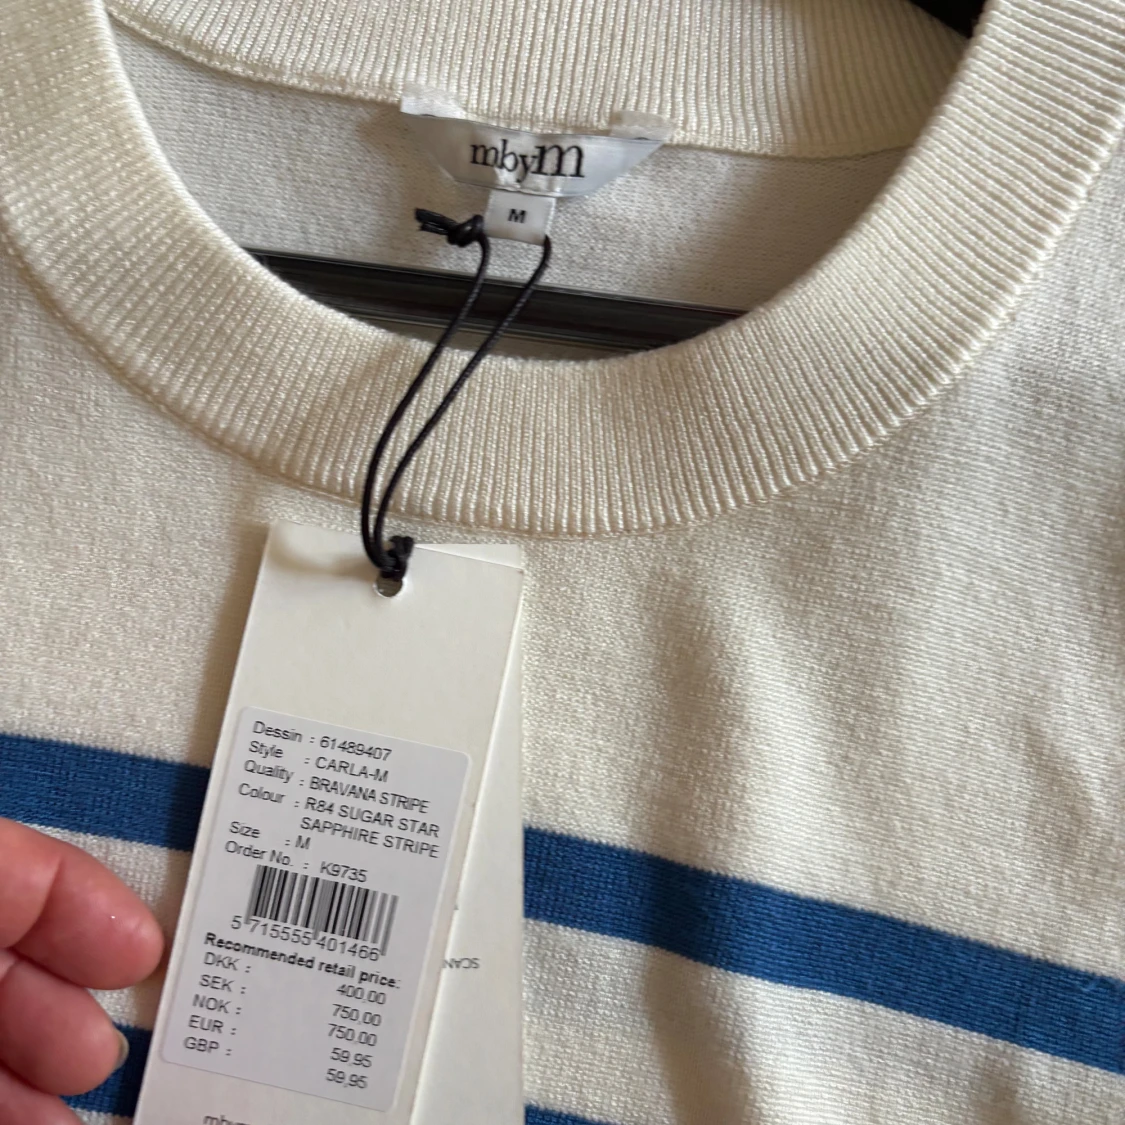 mbyM
M
Dessin : 61489407
Style : CARLA-M
Quality : BRAVANA STRIPE
Colour : R84 SUGAR STAR
SAPPHIRE STRIPE
Size : M
Order No. : K9735
5 715555 401466
Recommended retail price:
DKK : 400,00
SEK : 750,00
NOK : 750,00
EUR : 59,95
GBP : 59,95
SCAN